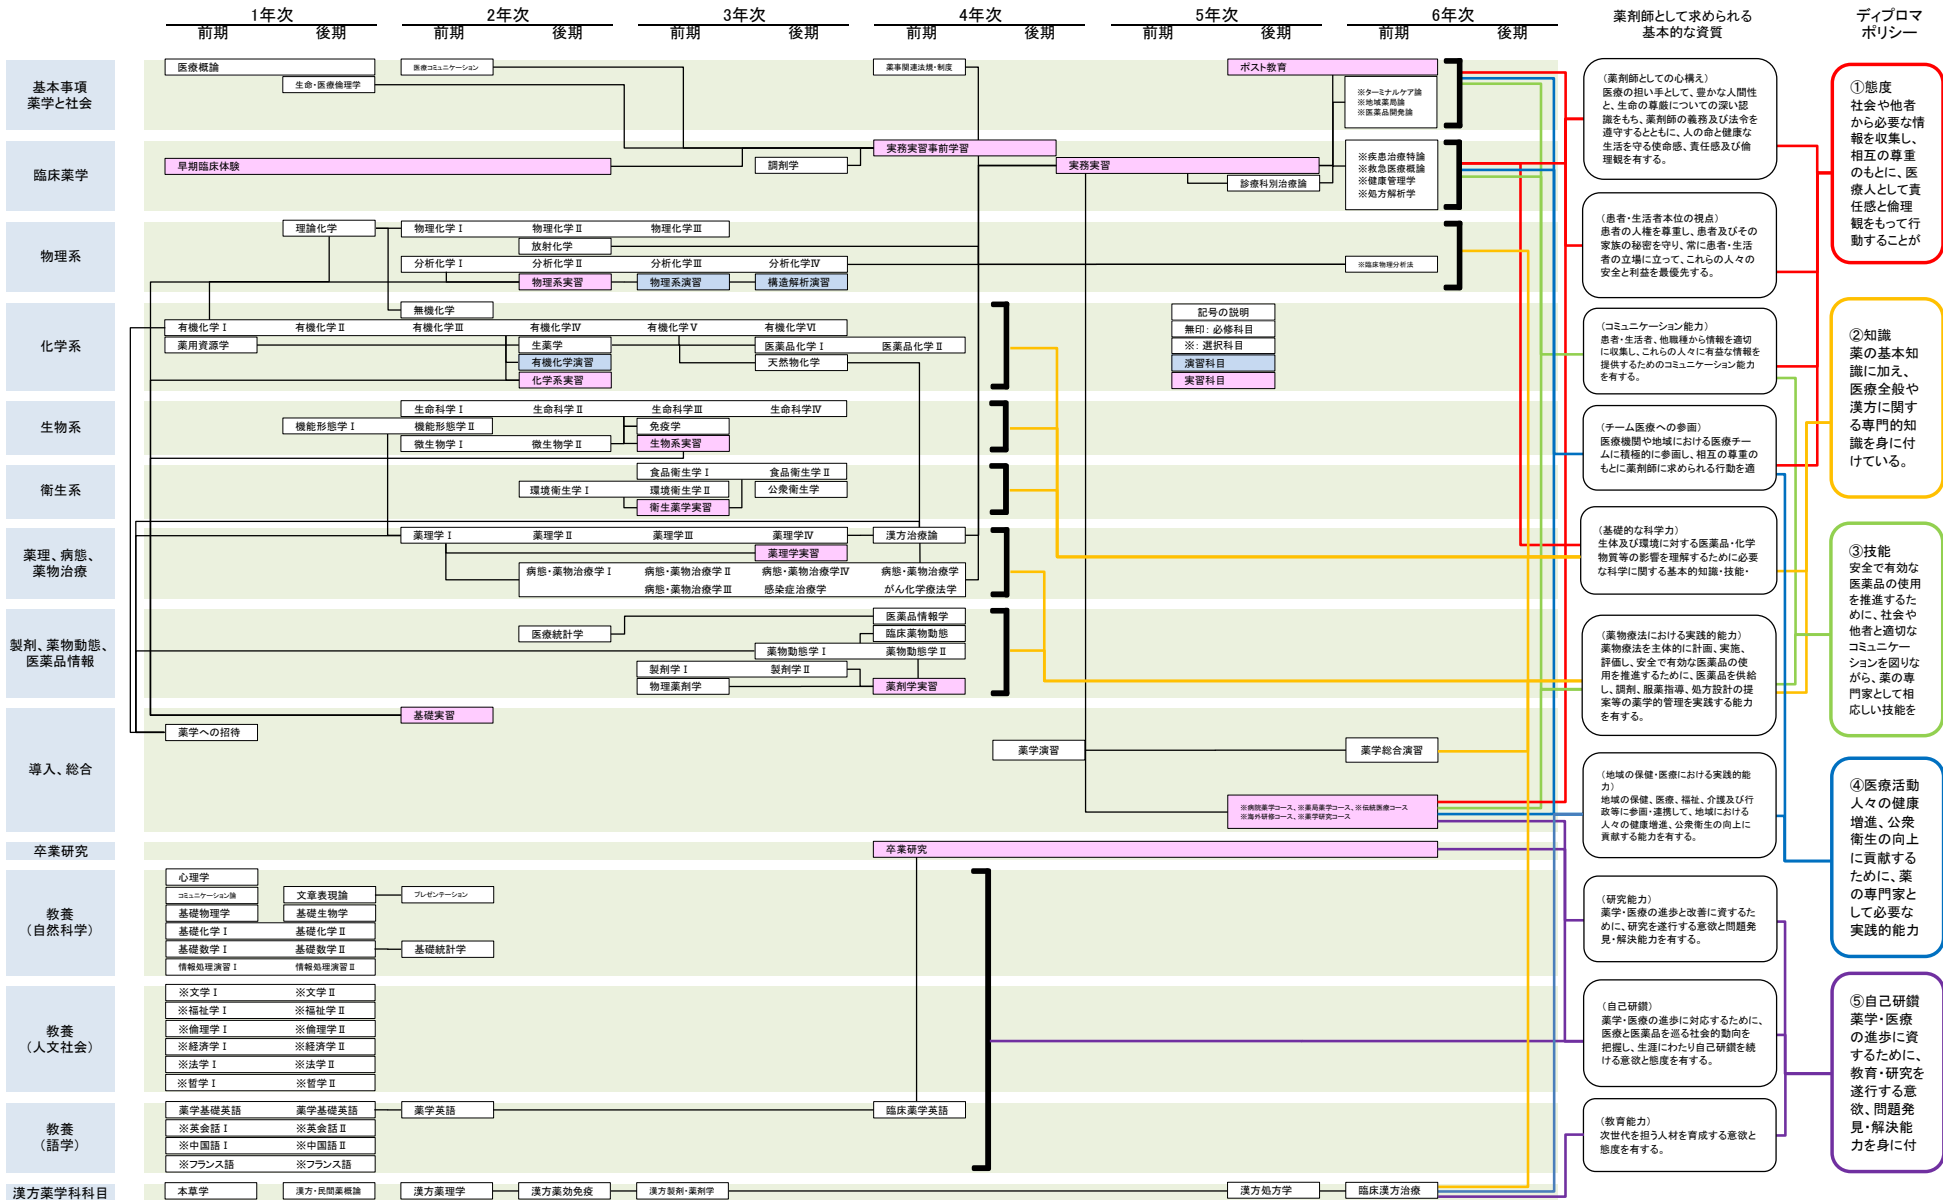 1年次
2年次
3年次
4年次
5年次
6年次
前期 後期 前期 後期 前期 後期 前期 後期 前期 後期 前期 後期
薬剤師として求められる
基本的な資質
ディプロマ
ポリシー
基本事項
薬学と社会
医療概論
医療コミュニケーション
薬事関連法規・制度
ポスト教育
生命・医療倫理学
※ターミナルケア論
※地域薬局論
※医薬品開発論
臨床薬学
実務実習事前学習
早期臨床体験
調剤学
実務実習
診療科別治療論
※疾患治療特論
※救急医療概論
※健康管理学
※処方解析学
物理系
理論化学
物理化学Ⅰ 物理化学Ⅱ 物理化学Ⅲ
放射化学
分析化学Ⅰ 分析化学Ⅱ 分析化学Ⅲ 分析化学Ⅳ
※臨床物理分析法
物理系実習
物理系演習
構造解析演習
化学系
無機化学
有機化学Ⅰ 有機化学Ⅱ 有機化学Ⅲ 有機化学Ⅳ 有機化学Ⅴ 有機化学Ⅵ
薬用資源学
生薬学
医薬品化学Ⅰ 医薬品化学Ⅱ
有機化学演習
天然物化学
化学系実習
記号の説明
無印：必修科目
※：選択科目
演習科目
実習科目
生物系
生命科学Ⅰ 生命科学Ⅱ 生命科学Ⅲ 生命科学Ⅳ
機能形態学Ⅰ 機能形態学Ⅱ
免疫学
微生物学Ⅰ 微生物学Ⅱ
生物系実習
衛生系
食品衛生学Ⅰ 食品衛生学Ⅱ
環境衛生学Ⅰ 環境衛生学Ⅱ
公衆衛生学
衛生薬学実習
薬理、病態、
薬物治療
薬理学Ⅰ 薬理学Ⅱ 薬理学Ⅲ 薬理学Ⅳ
漢方治療論
薬理学実習
病態・薬物治療学Ⅰ 病態・薬物治療学Ⅱ 病態・薬物治療学Ⅳ 病態・薬物治療学
病態・薬物治療学Ⅲ 感染症治療学 がん化学療法学
製剤、薬物動態、
医薬品情報
医薬品情報学
医療統計学
臨床薬物動態
薬物動態学Ⅰ 薬物動態学Ⅱ
製剤学Ⅰ 製剤学Ⅱ
物理薬剤学
薬剤学実習
導入、総合
基礎実習
薬学への招待
薬学演習
薬学総合演習
※病院薬学コース、※薬局薬学コース、※伝統医療コース
※海外研修コース、※薬学研究コース
卒業研究
卒業研究
教養
（自然科学）
心理学
コミュニケーション論
文章表現論
プレゼンテーション
基礎物理学
基礎生物学
基礎化学Ⅰ 基礎化学Ⅱ
基礎数学Ⅰ 基礎数学Ⅱ
基礎統計学
情報処理演習Ⅰ 情報処理演習Ⅱ
教養
（人文社会）
※文学Ⅰ ※文学Ⅱ
※福祉学Ⅰ ※福祉学Ⅱ
※倫理学Ⅰ ※倫理学Ⅱ
※経済学Ⅰ ※経済学Ⅱ
※法学Ⅰ ※法学Ⅱ
※哲学Ⅰ ※哲学Ⅱ
教養
（語学）
薬学基礎英語 薬学基礎英語
薬学英語
臨床薬学英語
※英会話Ⅰ ※英会話Ⅱ
※中国語Ⅰ ※中国語Ⅱ
※フランス語 ※フランス語
漢方薬学科科目
本草学
漢方・民間薬概論
漢方薬理学
漢方薬効免疫
漢方製剤・薬剤学
漢方処方学
臨床漢方治療
（薬剤師としての心構え）
医療の担い手として、豊かな人間性
と、生命の尊厳についての深い認
識をもち、薬剤師の義務及び法令を
遵守するとともに、人の命と健康な
生活を守る使命感、責任感及び倫
理観を有する。
（患者・生活者本位の視点）
患者の人権を尊重し、患者及びその
家族の秘密を守り、常に患者・生活
者の立場に立って、これらの人々の
安全と利益を最優先する。
（コミュニケーション能力）
患者・生活者、他職種から情報を適切
に収集し、これらの人々に有益な情報を
提供するためのコミュニケーション能力
を有する。
（チーム医療への参画）
医療機関や地域における医療チー
ムに積極的に参画し、相互の尊重の
もとに薬剤師に求められる行動を適
（基礎的な科学力）
生体及び環境に対する医薬品・化学
物質等の影響を理解するために必要
な科学に関する基本的知識・技能・
（薬物療法における実践的能力）
薬物療法を主体的に計画、実施、
評価し、安全で有効な医薬品の使
用を推進するために、医薬品を供給
し、調剤、服薬指導、処方設計の提
案等の薬学的管理を実践する能力
を有する。
（地域の保健・医療における実践的能
力）
地域の保健、医療、福祉、介護及び行
政等に参画・連携して、地域における
人々の健康増進、公衆衛生の向上に
貢献する能力を有する。
（研究能力）
薬学・医療の進歩と改善に資するた
めに、研究を遂行する意欲と問題発
見・解決能力を有する。
（自己研鑽）
薬学・医療の進歩に対応するために、
医療と医薬品を巡る社会的動向を
把握し、生涯にわたり自己研鑽を続
ける意欲と態度を有する。
（教育能力）
次世代を担う人材を育成する意欲と
態度を有する。
①態度
社会や他者
から必要な情
報を収集し、
相互の尊重
のもとに、医
療人として責
任感と倫理
観をもって行
動することが
②知識
薬の基本知
識に加え、
医療全般や
漢方に関す
る専門的知
識を身に付
けている。
③技能
安全で有効な
医薬品の使用
を推進するた
めに、社会や
他者と適切な
コミュニケー
ションを図りな
がら、薬の専
門家として相
応しい技能を
④医療活動
人々の健康
増進、公衆
衛生の向上
に貢献する
ために、薬
の専門家と
して必要な
実践的能力
⑤自己研鑽
薬学・医療
の進歩に資
するために、
教育・研究を
遂行する意
欲、問題発
見・解決能
力を身に付